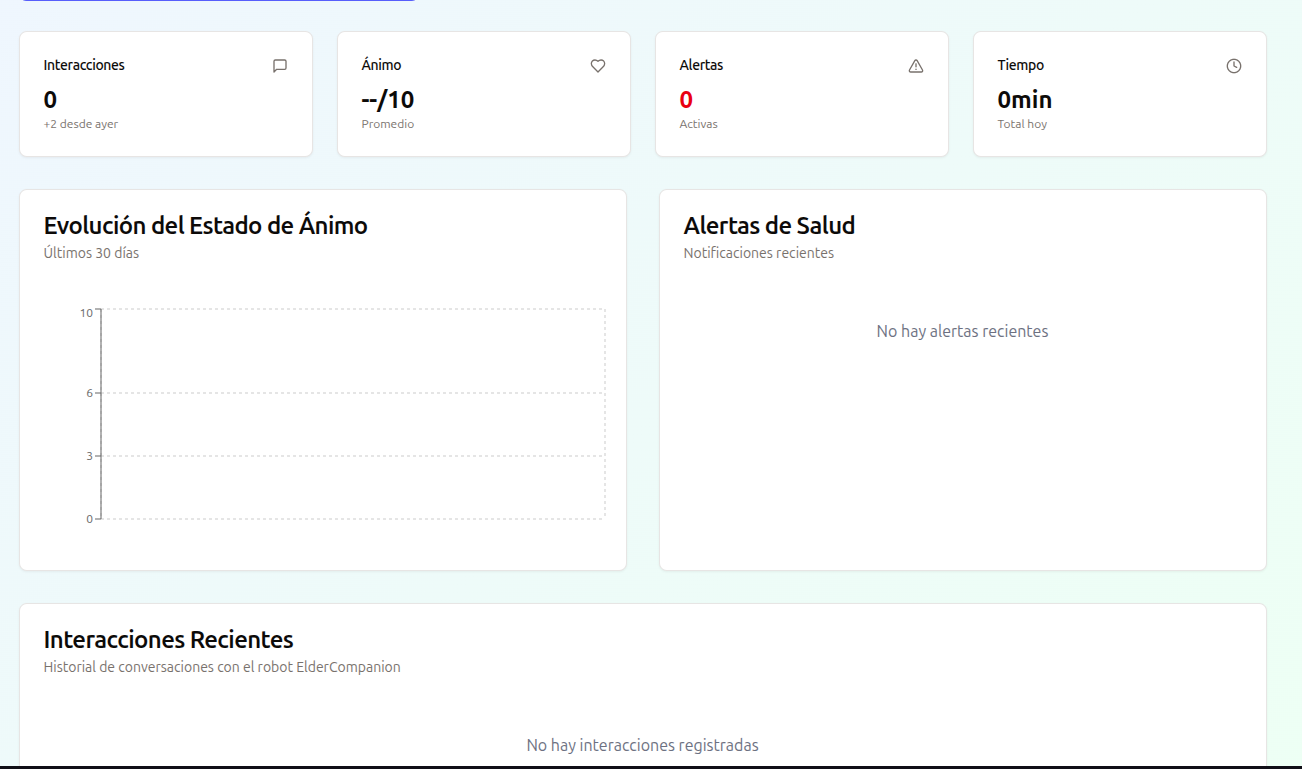 Interacciones
0
+2 desde ayer
Ánimo
--/10
Promedio
Alertas
0
Activas
Tiempo
0min
Total hoy
Evolución del Estado de Ánimo
Últimos 30 días
10
6
3
0
Alertas de Salud
Notificaciones recientes
No hay alertas recientes
Interacciones Recientes
Historial de conversaciones con el robot ElderCompanion
No hay interacciones registradas